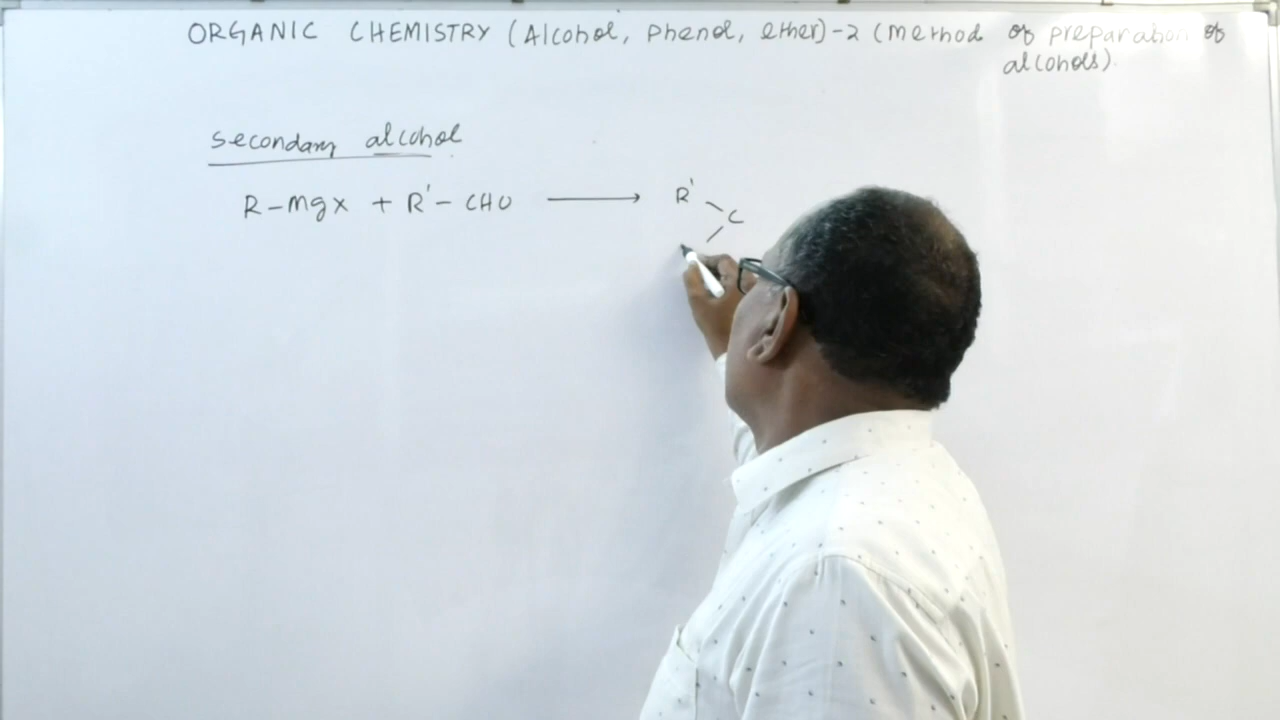 ORGANIC CHEMISTRY (Alcohol, Phenol, ether)-2 (Method of preparation of
alcohols).
Secondary alcohol
R-Mgx + R'-CHO ⟶ R'
C